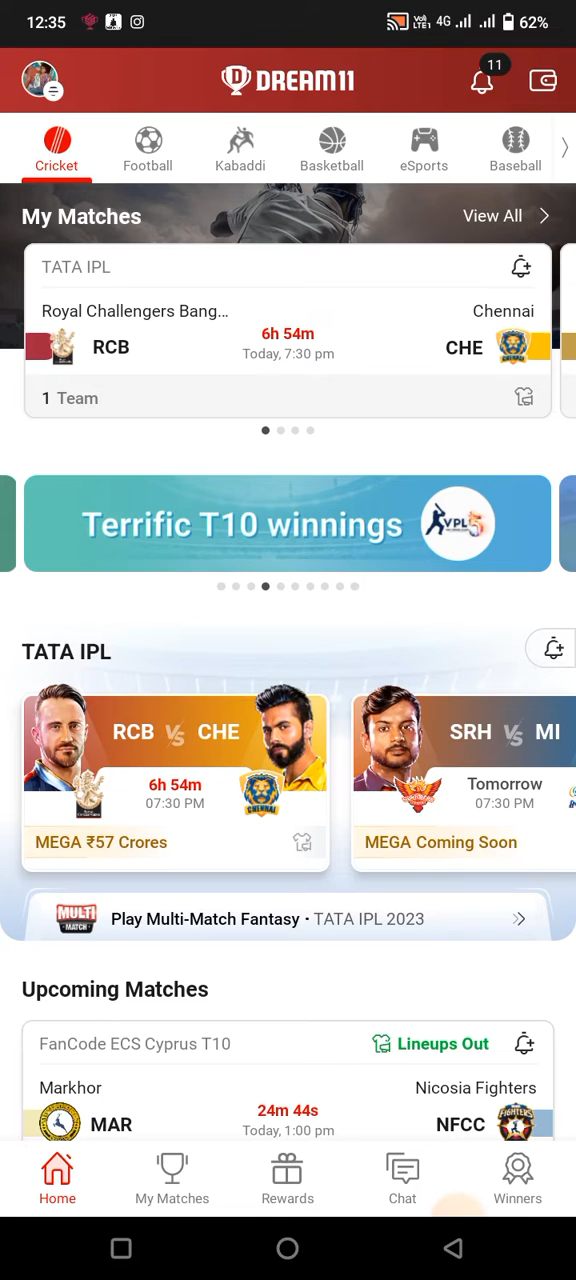 12:35
Vo) LTE1 4G 62%
DREAM11
11
Cricket Football Kabaddi Basketball eSports Baseball
My Matches View All
TATA IPL
Royal Challengers Bang... Chennai
RCB 6h 54m CHE
Today, 7:30 pm
1 Team
Terrific T10 winnings VPL
TATA IPL
RCB VS CHE SRH VS MI
6h 54m Tomorrow
07:30 PM 07:30 PM
MEGA ₹57 Crores MEGA Coming Soon
MULTI MATCH Play Multi-Match Fantasy • TATA IPL 2023
Upcoming Matches
FanCode ECS Cyprus T10 Lineups Out
Markhor Nicosia Fighters
MAR 24m 44s NFCC
Today, 1:00 pm
Home My Matches Rewards Chat Winners